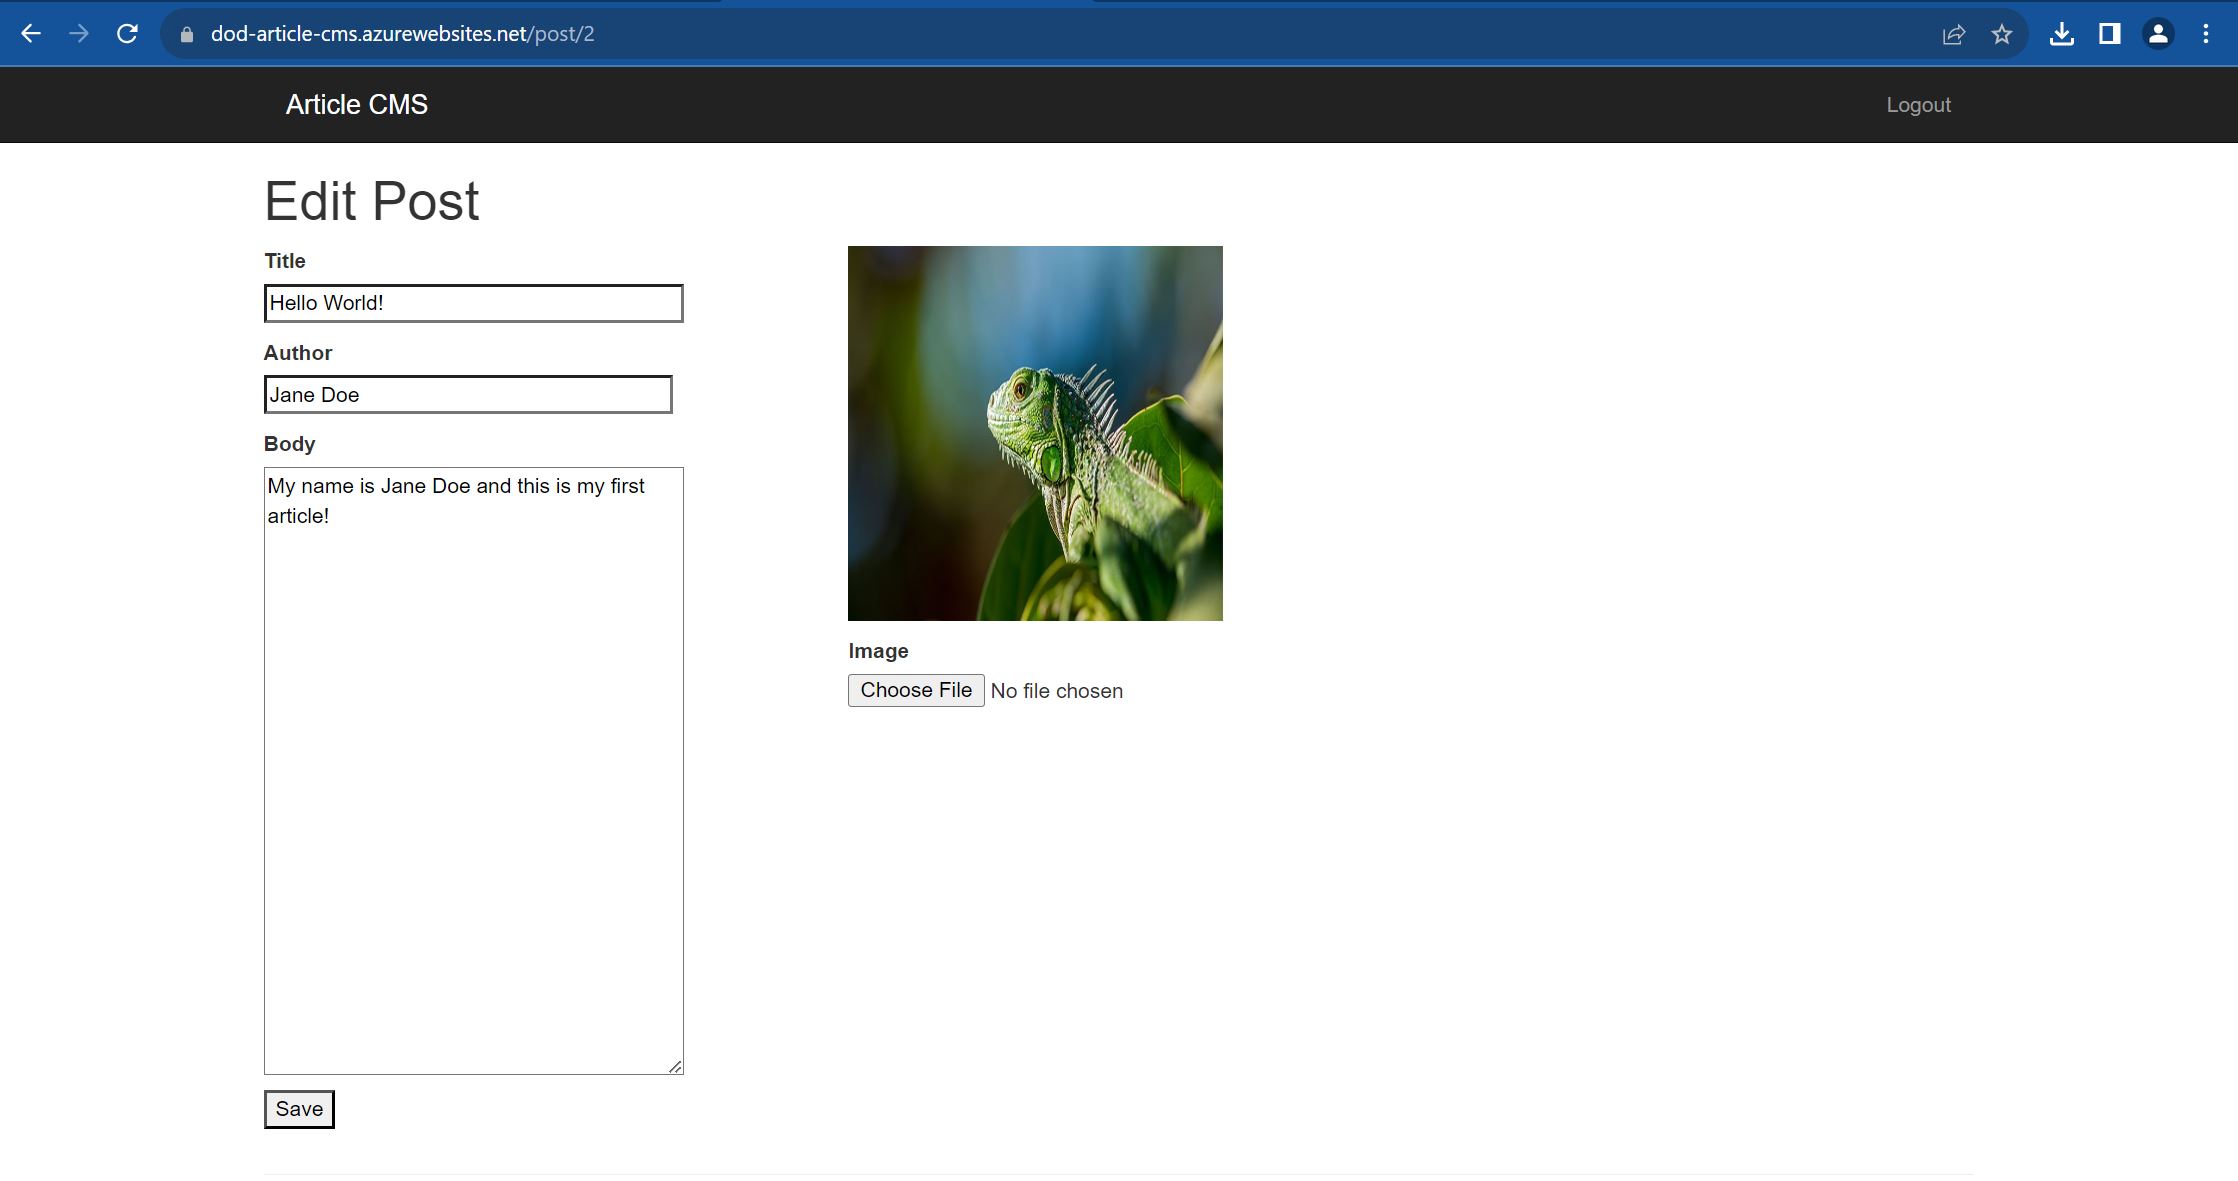 dod-article-cms.azurewebsites.net/post/2
Article CMS
Logout
Edit Post
Title
Hello World!
Author
Jane Doe
Body
My name is Jane Doe and this is my first
article!
Image
Choose File No file chosen
Save